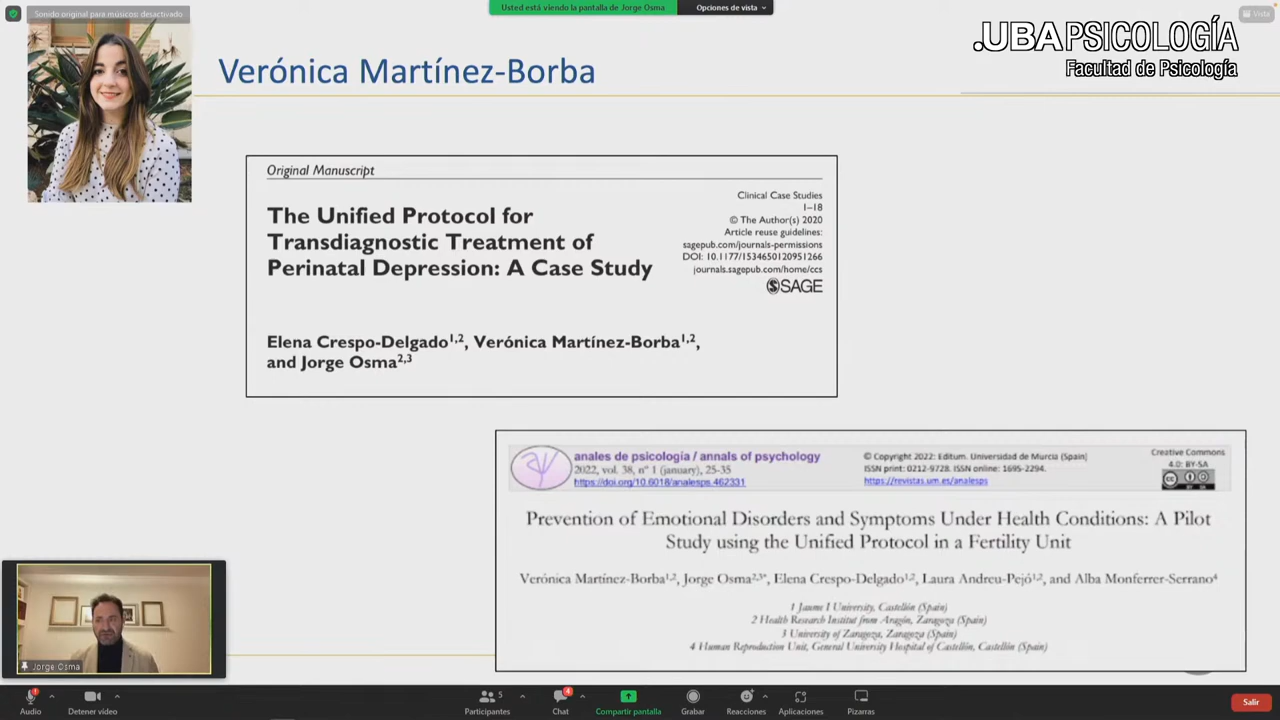 Sonido original para músicos: desactivado
Usted está viendo la pantalla de Jorge Osma
Opciones de vista
Vista
.UBAPSICOLOGÍA
Facultad de Psicología
Verónica Martínez-Borba
Original Manuscript
Clinical Case Studies
1–18
© The Author(s) 2020
Article reuse guidelines:
sagepub.com/journals-permissions
DOI: 10.1177/1534650120951266
journals.sagepub.com/home/ccs
SAGE
The Unified Protocol for
Transdiagnostic Treatment of
Perinatal Depression: A Case Study
Elena Crespo-Delgado1,2, Verónica Martínez-Borba1,2,
and Jorge Osma2,3
anales de psicología / annals of psychology
2022, vol. 38, nº 1 (january), 25-35
https://doi.org/10.6018/analesps.462331
© Copyright 2022: Editum. Universidad de Murcia (Spain)
ISSN print: 0212-9728. ISSN online: 1695-2294.
https://revistas.um.es/analesps
Creative Commons
4.0: BY-SA
Prevention of Emotional Disorders and Symptoms Under Health Conditions: A Pilot
Study using the Unified Protocol in a Fertility Unit
Verónica Martínez-Borba1,2, Jorge Osma2,3*, Elena Crespo-Delgado1,2, Laura Andreu-Pejó1,2, and Alba Monferrer-Serrano4
1 Jaume I University, Castellón (Spain)
2 Health Research Institut from Aragón, Zaragoza (Spain)
3 University of Zaragoza, Zaragoza (Spain)
4 Human Reproduction Unit, General University Hospital of Castellón, Castellón (Spain)
Jorge Osma
Audio
Detener video
Participantes
5
Chat
4
Compartir pantalla
Grabar
Reacciones
Aplicaciones
Pizarras
Salir